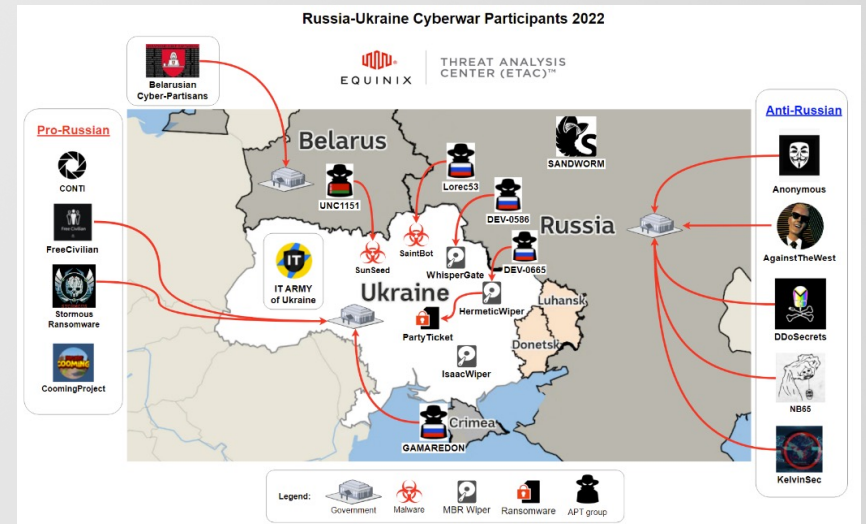 Russia-Ukraine Cyberwar Participants 2022
EQUINIX
THREAT ANALYSIS
CENTER (ETAC)™
Belarusian
Cyber-Partisans
Pro-Russian
CONTI
FreeCivilian
Stormous
Ransomware
CoomingProject
Anti-Russian
Anonymous
AgainstTheWest
DDoSecrets
NB65
KelvinSec
Belarus
UNC1151
Lorec53
SANDWORM
DEV-0586
Russia
SunSeed
SaintBot
WhisperGate
DEV-0665
IT
IT ARMY
of Ukraine
Ukraine
HermeticWiper
Luhansk
PartyTicket
Donetsk
IsaacWiper
Crimea
GAMAREDON
Legend:
Government
Malware
MBR Wiper
Ransomware
APT group